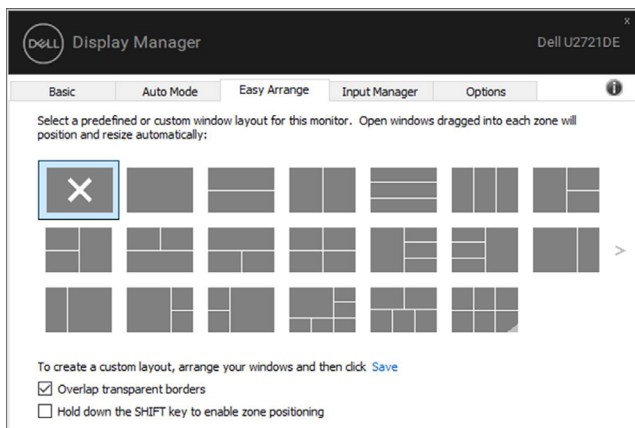 x
DELL Display Manager Dell U2721DE
Basic Auto Mode Easy Arrange Input Manager Options
Select a predefined or custom window layout for this monitor. Open windows dragged into each zone will
position and resize automatically:
To create a custom layout, arrange your windows and then click Save
Overlap transparent borders
Hold down the SHIFT key to enable zone positioning